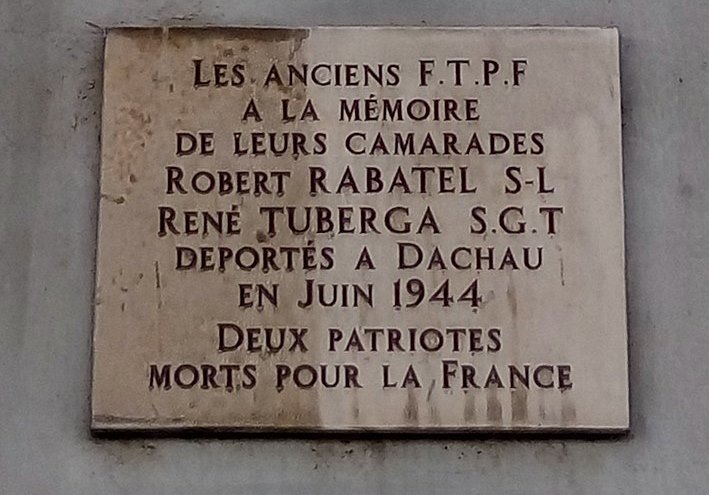 LES ANCIENS F.T.P.F
A LA MÉMOIRE
DE LEURS CAMARADES
ROBERT RABATEL S-L
RENÉ TUBERGA S.G.T
DEPORTÉS A DACHAU
EN JUIN 1944
DEUX PATRIOTES
MORTS POUR LA FRANCE